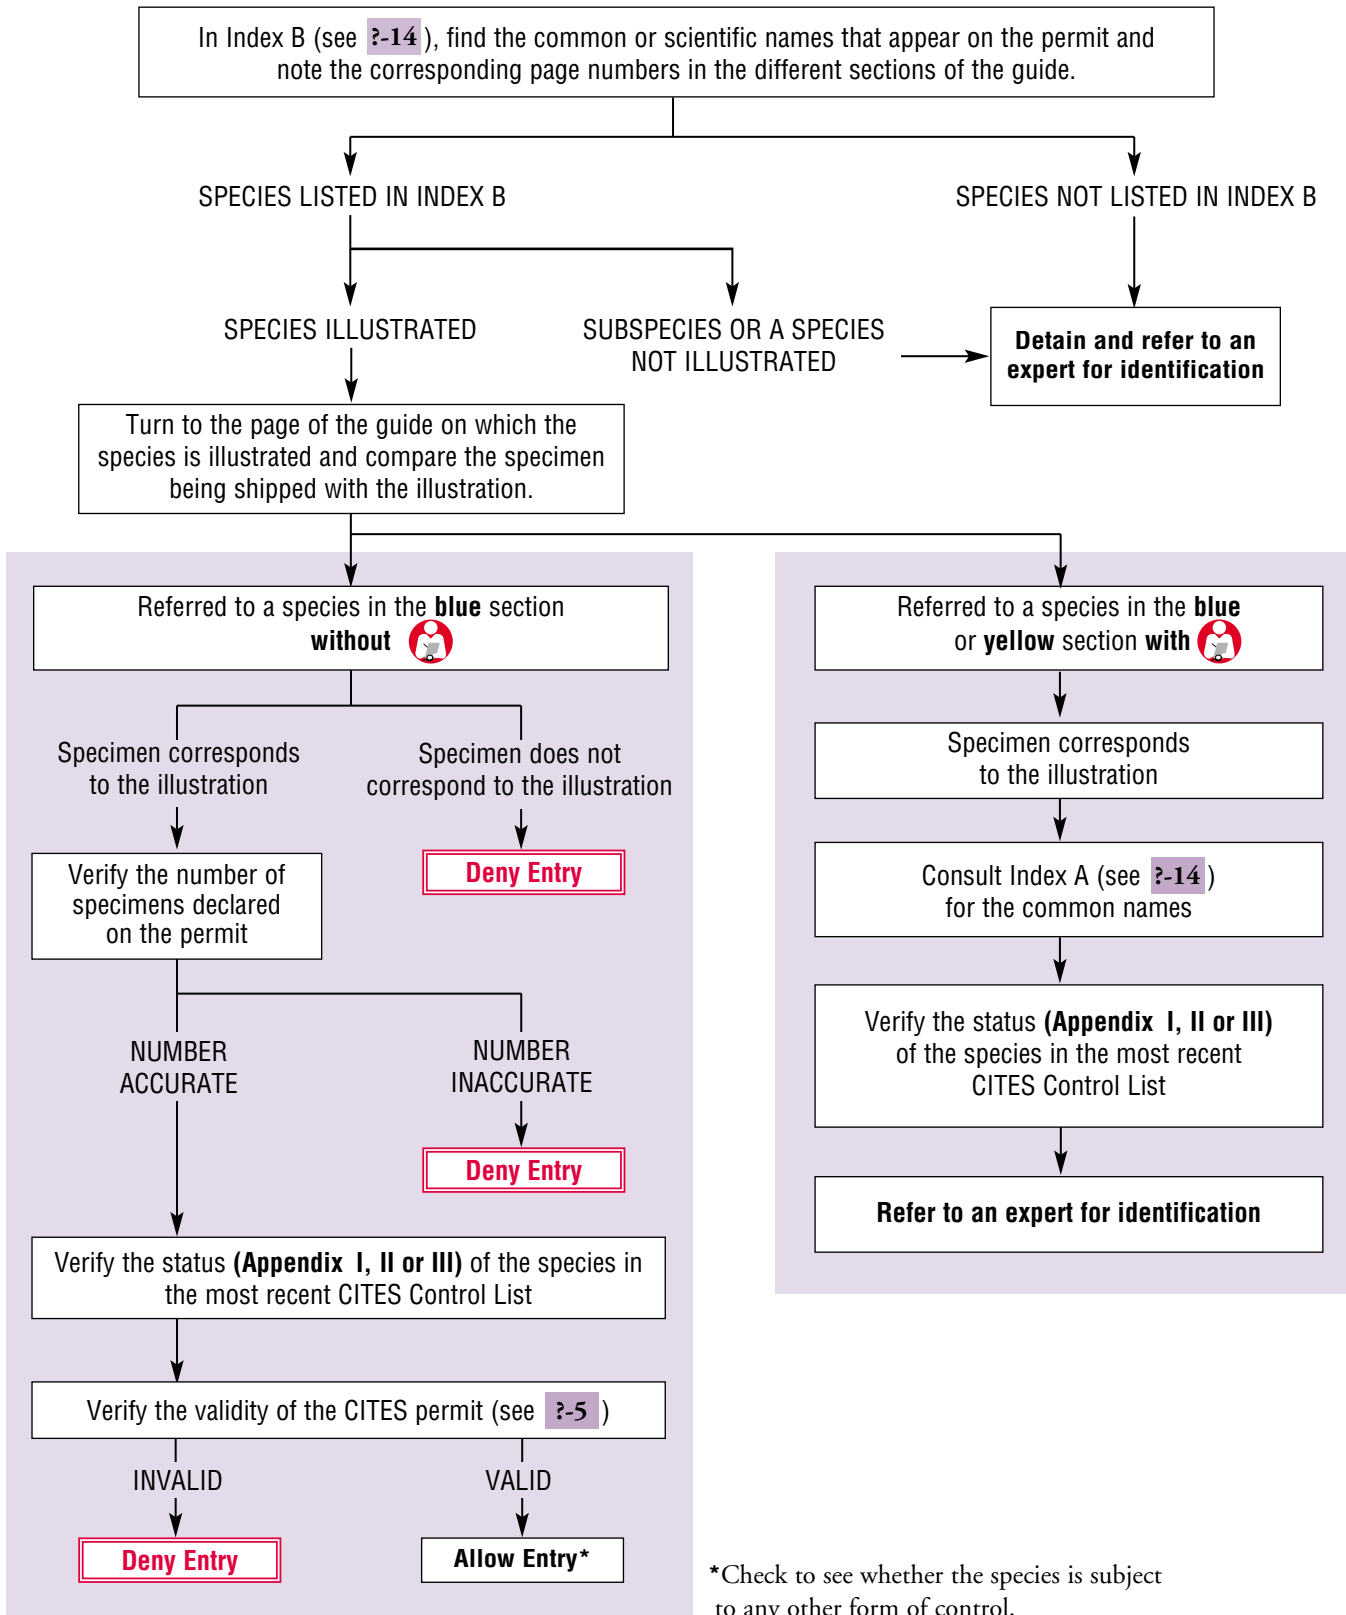 In Index B (see ?-14), find the common or scientific names that appear on the permit and
note the corresponding page numbers in the different sections of the guide.
SPECIES LISTED IN INDEX B
SPECIES NOT LISTED IN INDEX B
SPECIES ILLUSTRATED
SUBSPECIES OR A SPECIES
NOT ILLUSTRATED
Detain and refer to an
expert for identification
Turn to the page of the guide on which the
species is illustrated and compare the specimen
being shipped with the illustration.
Referred to a species in the blue section
without
Specimen corresponds
to the illustration
Specimen does not
correspond to the illustration
Deny Entry
Verify the number of
specimens declared
on the permit
NUMBER
ACCURATE
NUMBER
INACCURATE
Deny Entry
Verify the status (Appendix I, II or III) of the species in
the most recent CITES Control List
Verify the validity of the CITES permit (see ?-5 )
INVALID
VALID
Deny Entry
Allow Entry*
Referred to a species in the blue
or yellow section with
Specimen corresponds
to the illustration
Consult Index A (see ?-14)
for the common names
Verify the status (Appendix I, II or III)
of the species in the most recent
CITES Control List
Refer to an expert for identification
*Check to see whether the species is subject
to any other form of control.